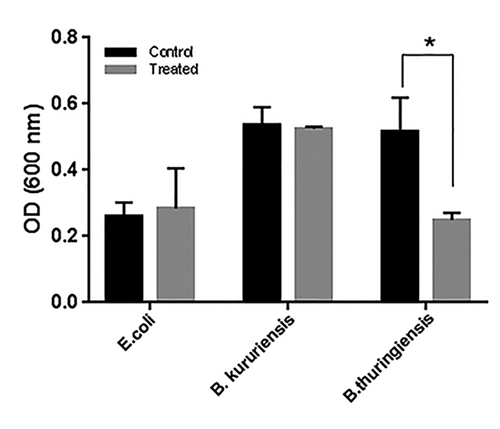 0.8
0.6
0.4
0.2
0.0
OD (600 nm)
Control
Treated
*
E.coli
B. kururiensis
B.thuringiensis